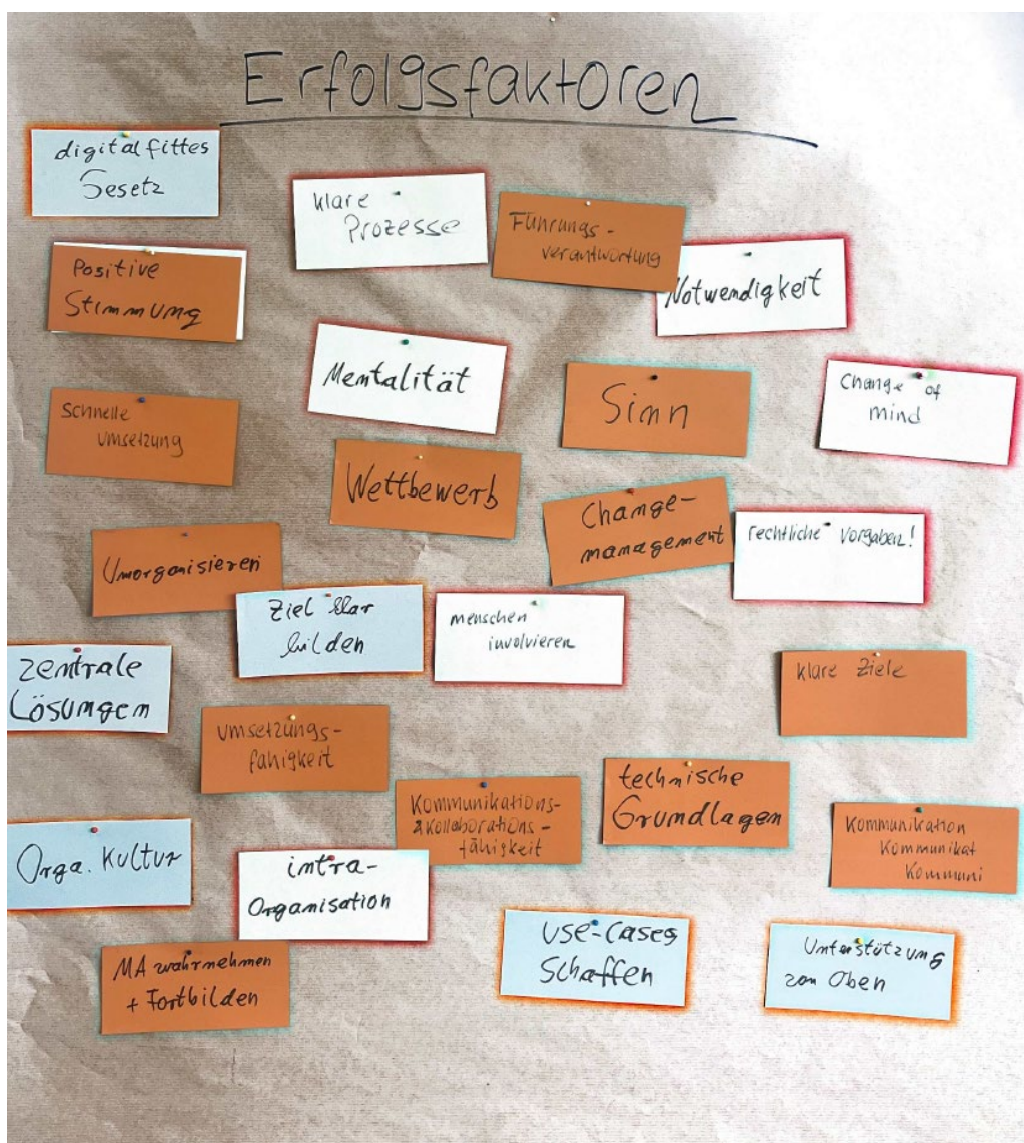 Erfolgsfaktoren
digitalfittes
Gesetz
klare
Prozesse
Führungs-
verantwortung
Positive
Stimmung
Notwendigkeit
Mentalität
Sinn
Change of
mind
schnelle
Umsetzung
Wettbewerb
Change-
management
rechtliche Vorgaben!
Umorganisieren
Ziel klar
bilden
menschen
involvieren
zentrale
Lösungen
klare Ziele
Umsetzungs-
fähigkeit
Kommunikations-
& Kollaborations-
fähigkeit
technische
Grundlagen
Kommunikation
Kommunikat
Kommuni
Orga. Kultur
intra-
Organisation
USE-Cases
Schaffen
Unterstützung
von Oben
MA wahrnehmen
+ Fortbilden